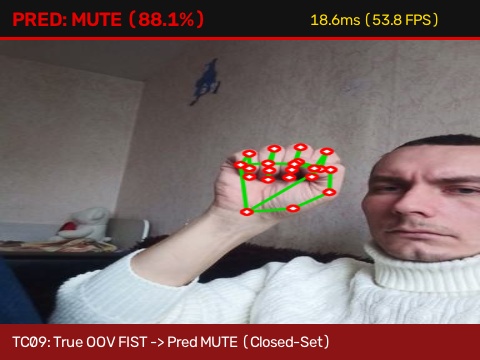 PRED: MUTE (88.1%)
18.6ms (53.8 FPS)
TC09: True OOV FIST -> Pred MUTE (Closed-Set)